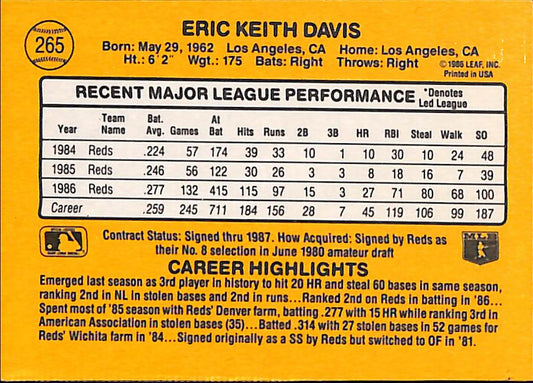 265
ERIC KEITH DAVIS
Born: May 29, 1962 Los Angeles, CA Home: Los Angeles, CA
Ht.: 6'2" Wgt.: 175 Bats: Right Throws: Right
©1986 LEAF, INC.
Printed in USA
RECENT MAJOR LEAGUE PERFORMANCE *Denotes Led League
Year Team Name Bat. Avg. Games At Bat Hits Runs 2B 3B HR RBI Steal Walk SO
1984 Reds .224 57 174 39 33 10 1 10 30 10 24 48
1985 Reds .246 56 122 30 26 3 3 8 18 16 7 39
1986 Reds .277 132 415 115 97 15 3 27 71 80 68 100
Career .259 245 711 184 156 28 7 45 119 106 99 187
Contract Status: Signed thru 1987. How Acquired: Signed by Reds as
their No. 8 selection in June 1980 amateur draft
MLB
CAREER HIGHLIGHTS
Emerged last season as 3rd player in history to hit 20 HR and steal 60 bases in same season,
ranking 2nd in NL in stolen bases and 2nd in runs...Ranked 2nd on Reds in batting in '86...
Spent most of '85 season with Reds' Denver farm, batting .277 with 15 HR while ranking 3rd in
American Association in stolen bases (35)...Batted .314 with 27 stolen bases in 52 games for
Reds' Wichita farm in '84...Signed originally as a SS by Reds but switched to OF in '81.